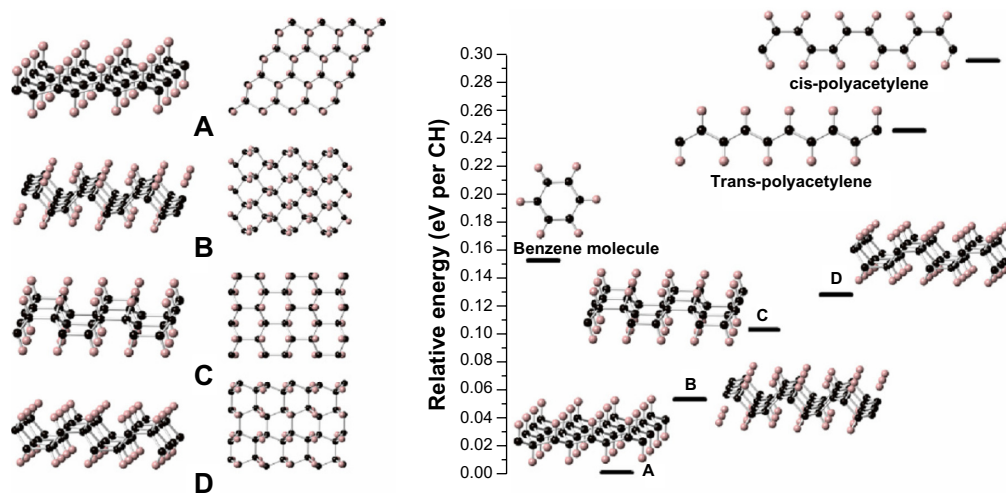 A
B
C
D
Relative energy (eV per CH)
0.30
0.28
0.26
0.24
0.22
0.20
0.18
0.16
0.14
0.12
0.10
0.08
0.06
0.04
0.02
0.00
cis-polyacetylene
Trans-polyacetylene
Benzene molecule
D
C
B
A